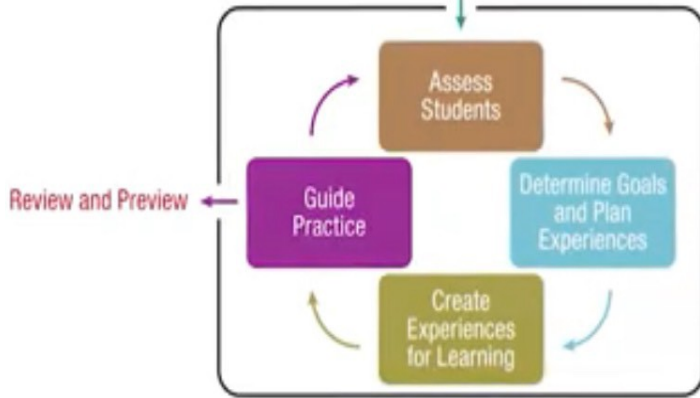 Assess
Students
Determine Goals
and Plan
Experiences
Create
Experiences
for Learning
Guide
Practice
Review and Preview